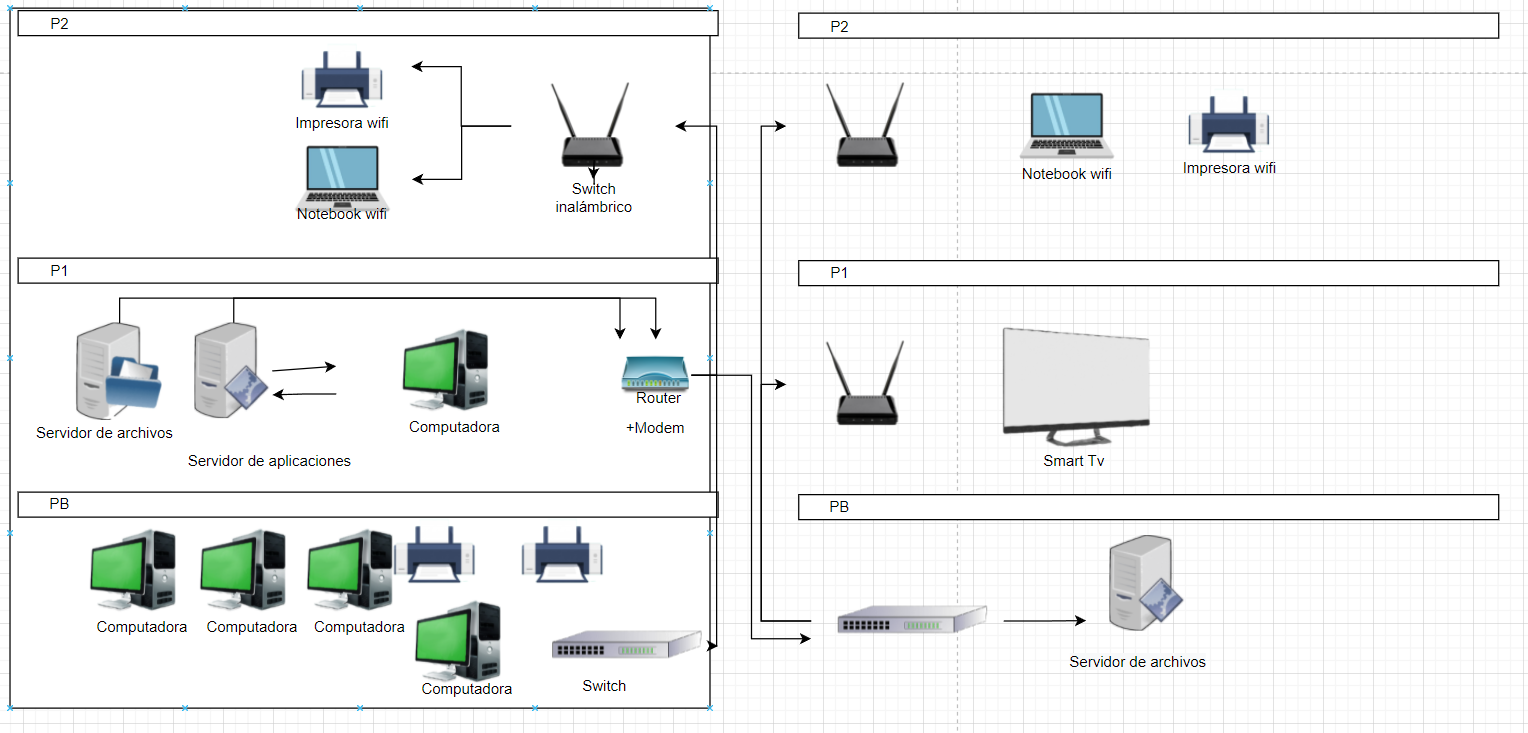 P2
Impresora wifi
Notebook wifi
Switch
inalámbrico
P1
Servidor de archivos
Servidor de aplicaciones
Computadora
Router
+Modem
PB
Computadora
Computadora
Computadora
Computadora
Switch
P2
Notebook wifi
Impresora wifi
P1
Smart Tv
PB
Servidor de archivos